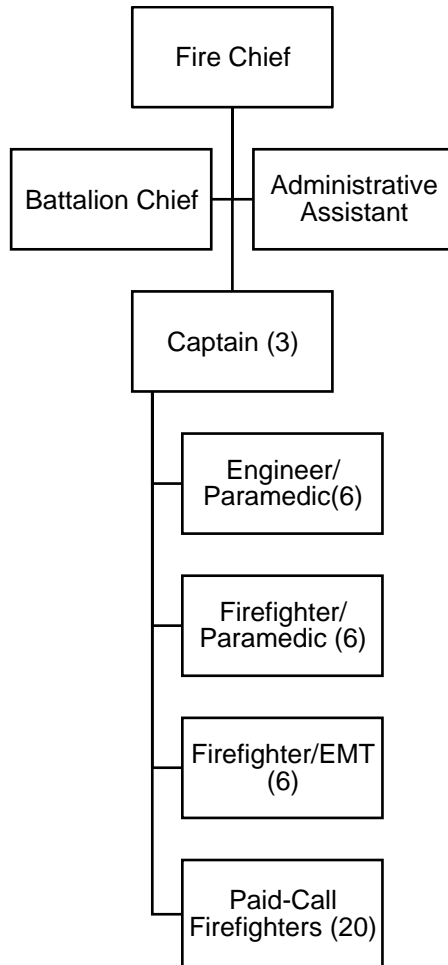 Fire Chief
Battalion Chief
Administrative
Assistant
Captain (3)
Engineer/
Paramedic(6)
Firefighter/
Paramedic (6)
Firefighter/EMT
(6)
Paid-Call
Firefighters (20)